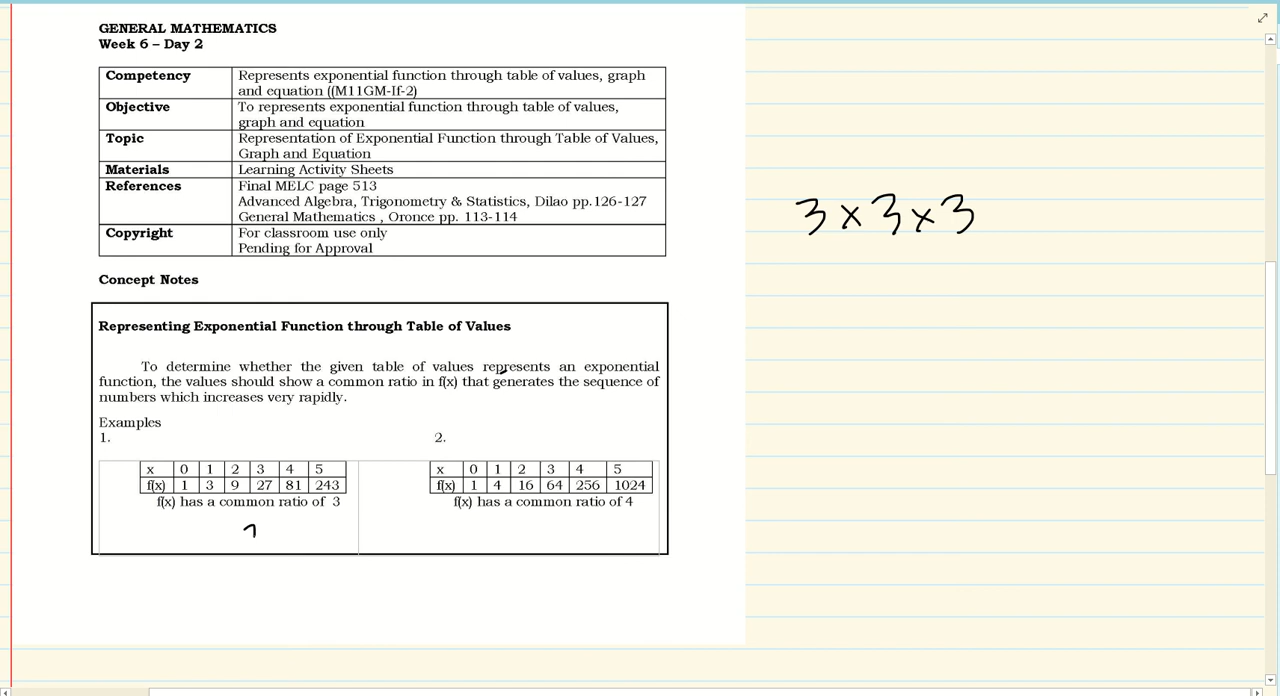 GENERAL MATHEMATICS
Week 6 – Day 2
Competency Represents exponential function through table of values, graph
and equation ((M11GM-If-2)
Objective To represents exponential function through table of values,
graph and equation
Topic Representation of Exponential Function through Table of Values,
Graph and Equation
Materials Learning Activity Sheets
References Final MELC page 513
Advanced Algebra, Trigonometry & Statistics, Dilao pp.126-127
General Mathematics , Oronce pp. 113-114
Copyright For classroom use only
Pending for Approval
3 × 3 × 3
Concept Notes
Representing Exponential Function through Table of Values
To determine whether the given table of values represents an exponential
function, the values should show a common ratio in f(x) that generates the sequence of
numbers which increases very rapidly.
Examples
1. 2.
x 0 1 2 3 4 5
f(x) 1 3 9 27 81 243
f(x) has a common ratio of 3
x 0 1 2 3 4 5
f(x) 1 4 16 64 256 1024
f(x) has a common ratio of 4